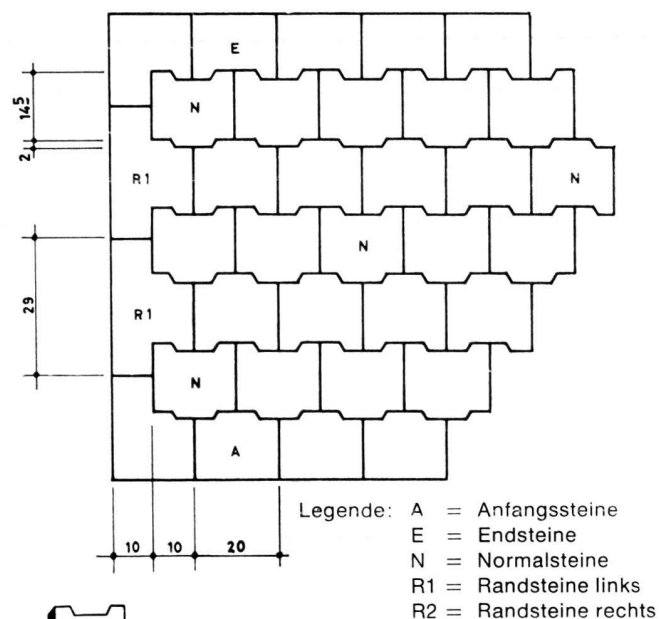 E
N
14⁵
2
R1
N
N
29
R1
N
A
10 10 20
Legende: A = Anfangssteine
E = Endsteine
N = Normalsteine
R1 = Randsteine links
R2 = Randsteine rechts